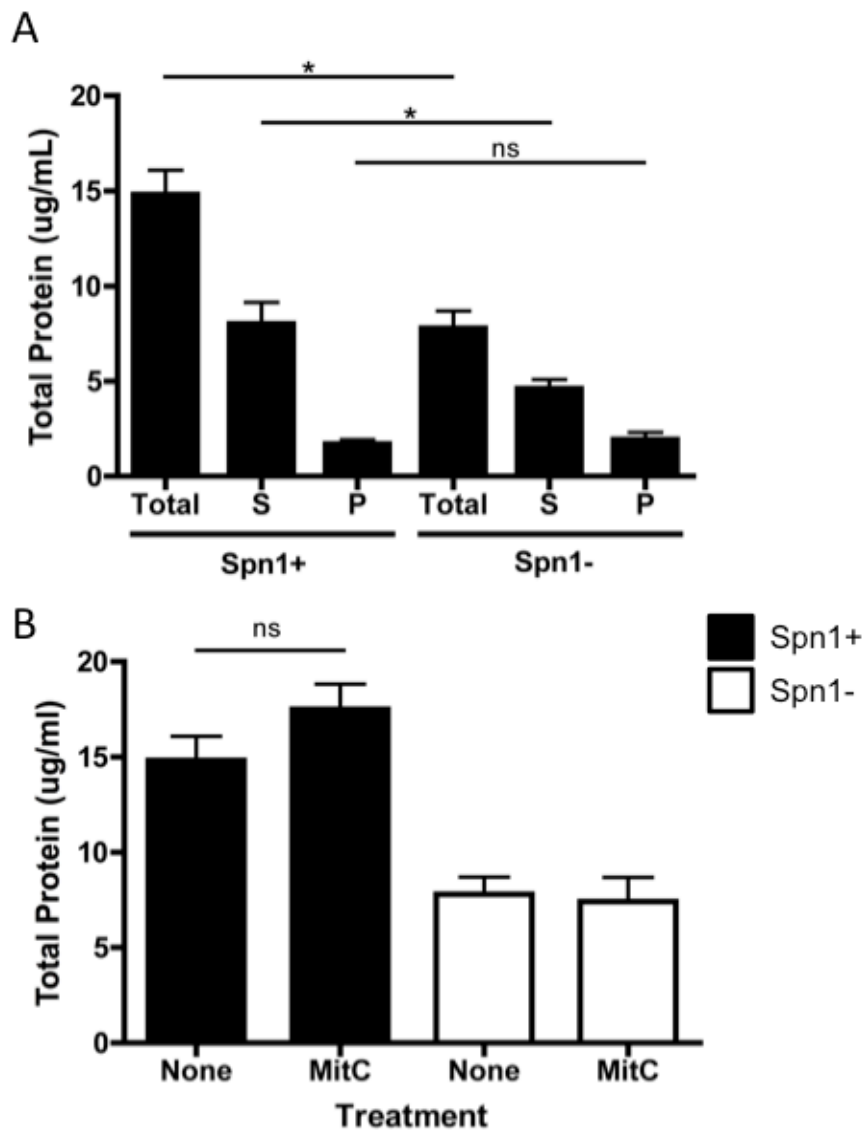 A
*
*
ns
Total Protein (ug/mL)
20
15
10
5
0
Total S P Total S P
Spn1+ Spn1-
B
ns
Spn1+
Spn1-
Total Protein (ug/ml)
20
15
10
5
0
None MitC None MitC
Treatment